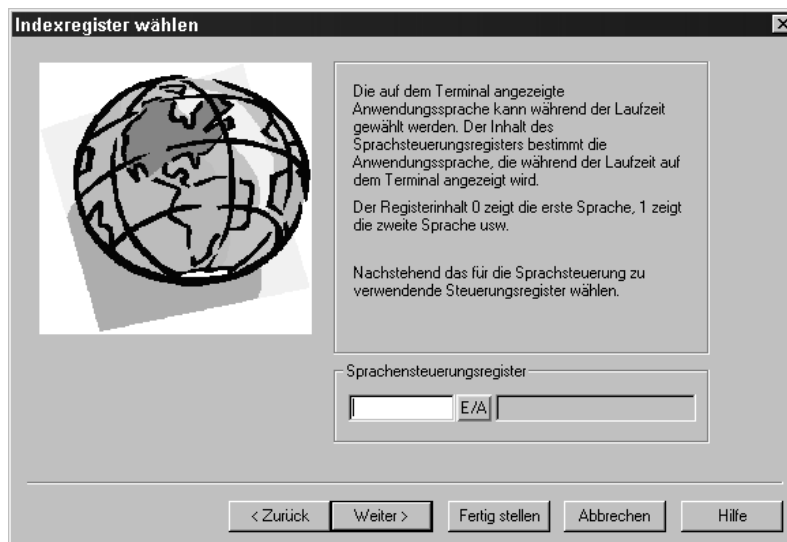 Indexregister wählen
Die auf dem Terminal angezeigte
Anwendungssprache kann während der Laufzeit
gewählt werden. Der Inhalt des
Sprachsteuerungsregisters bestimmt die
Anwendungssprache, die während der Laufzeit auf
dem Terminal angezeigt wird.
Der Registerinhalt 0 zeigt die erste Sprache, 1 zeigt
die zweite Sprache usw.
Nachstehend das für die Sprachsteuerung zu
verwendende Steuerungsregister wählen.
Sprachensteuerungsregister
E/A
< Zurück Weiter > Fertig stellen Abbrechen Hilfe